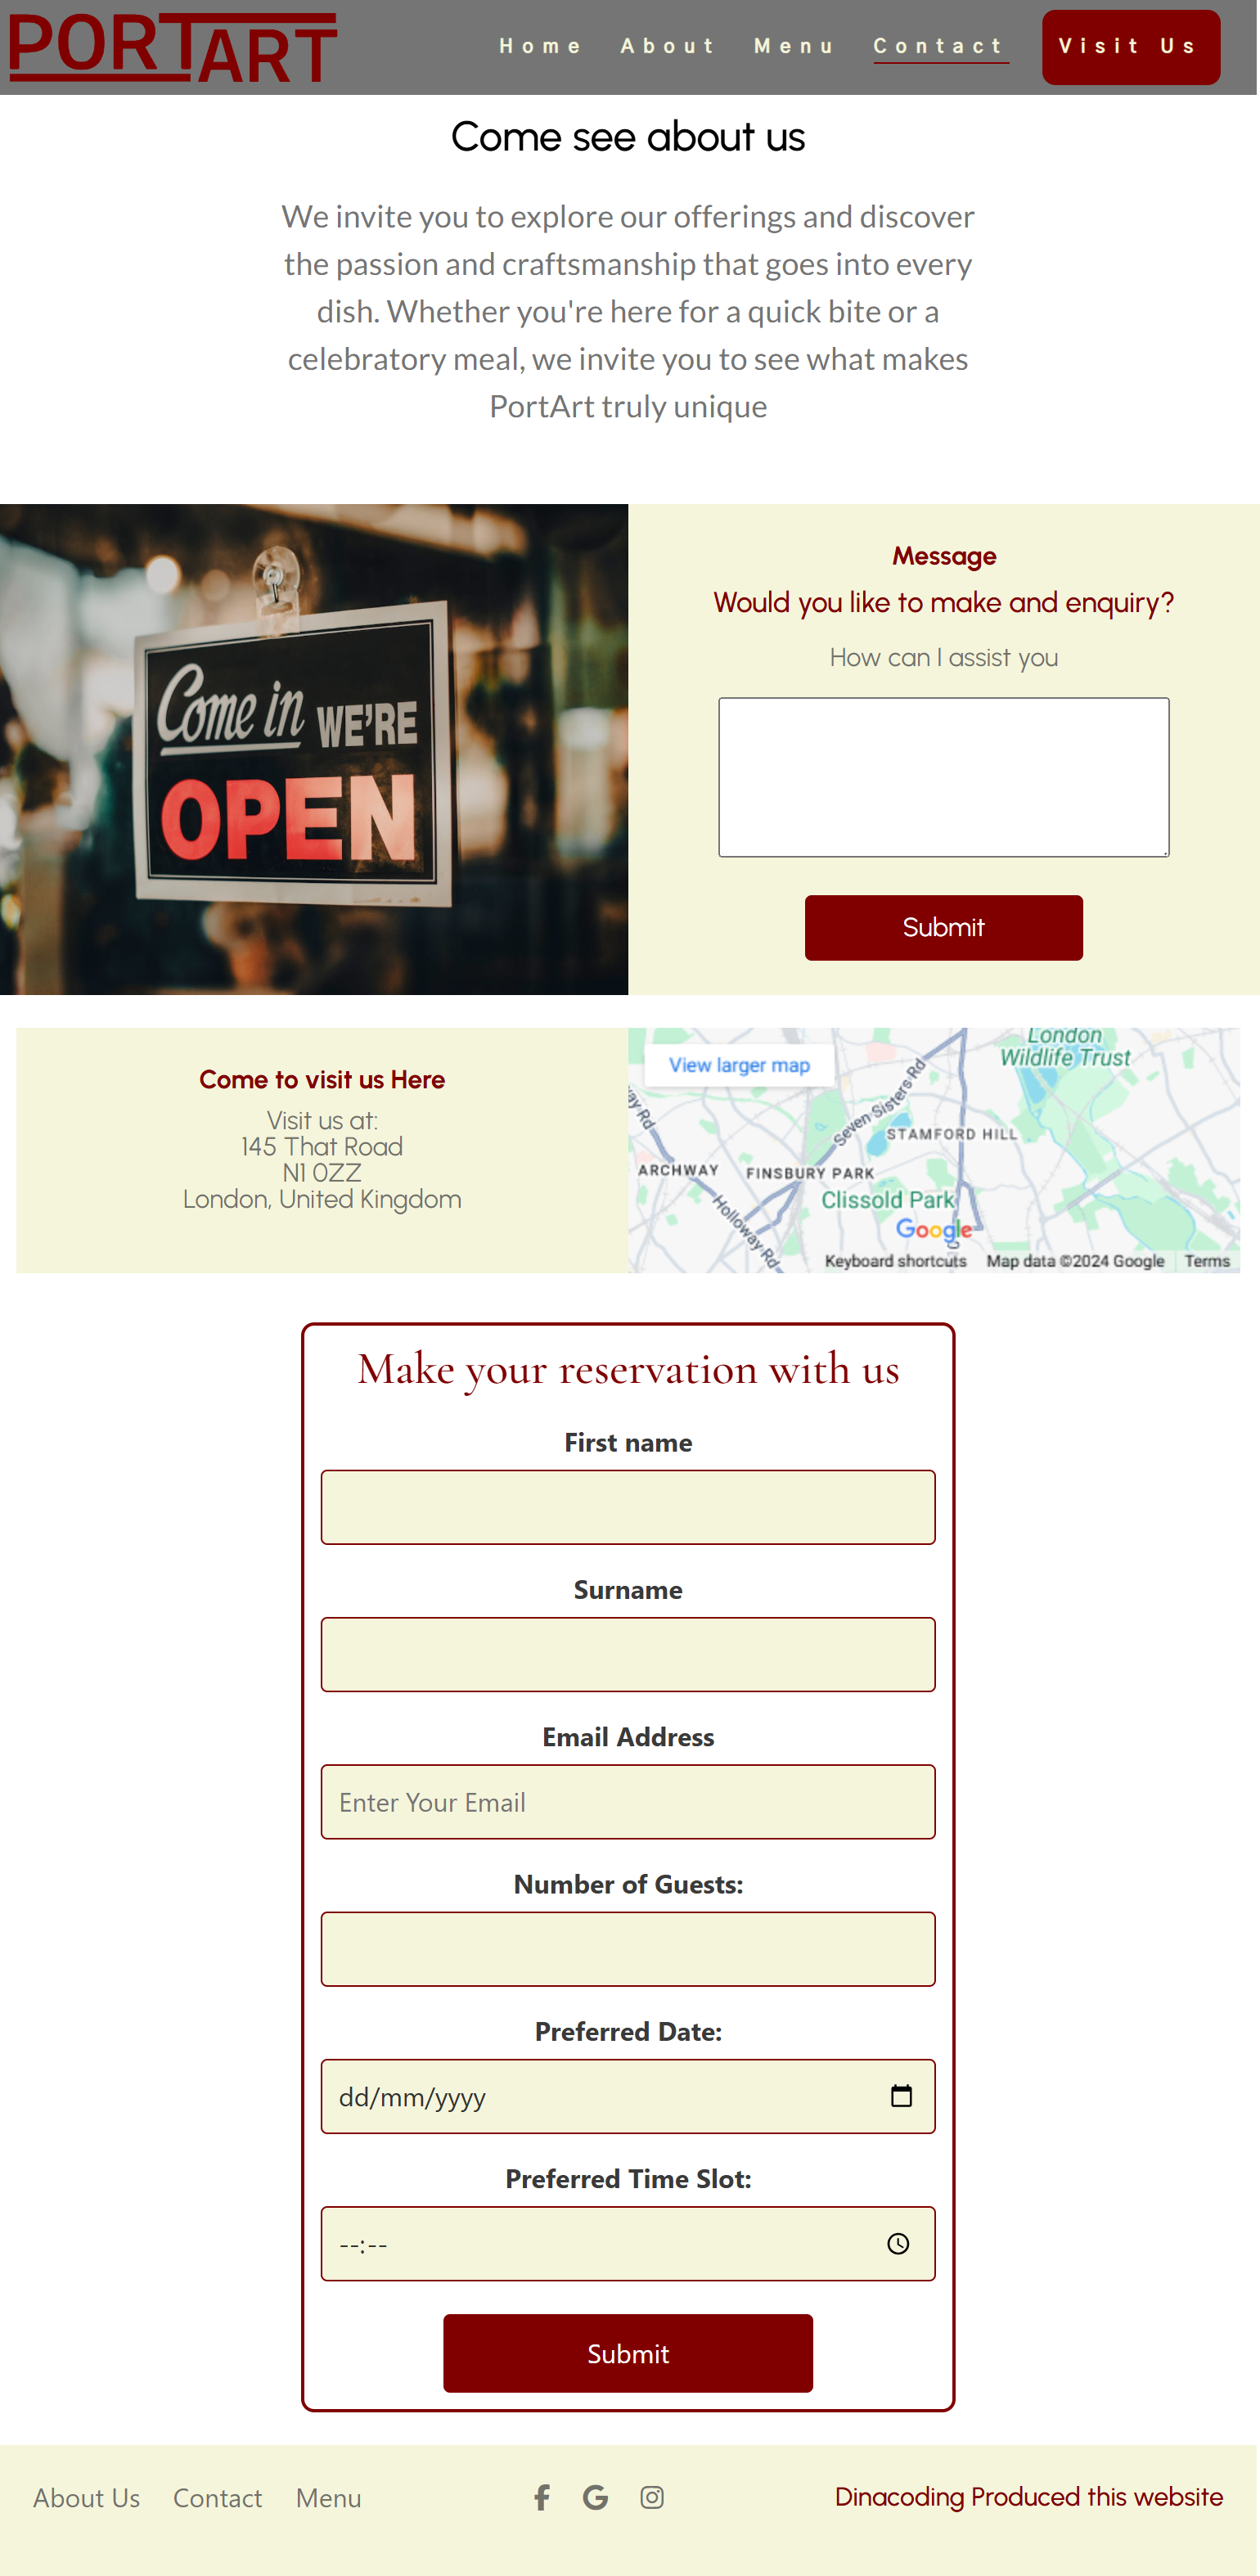 PORTART
Home About Menu Contact Visit Us
Come see about us
We invite you to explore our offerings and discover
the passion and craftsmanship that goes into every
dish. Whether you're here for a quick bite or a
celebratory meal, we invite you to see what makes
PortArt truly unique
Come in WE'RE
OPEN
Message
Would you like to make and enquiry?
How can I assist you
Submit
Come to visit us Here
Visit us at:
145 That Road
N1 0ZZ
London, United Kingdom
View larger map
London
Wildlife Trust
Seven Sisters Rd
STAMFORD HILL
ARCHWAY
FINSBURY PARK
Clissold Park
Holloway Rd
Google
Keyboard shortcuts Map data ©2024 Google Terms
Make your reservation with us
First name
Surname
Email Address
Enter Your Email
Number of Guests:
Preferred Date:
dd/mm/yyyy
Preferred Time Slot:
--:--
Submit
About Us Contact Menu
Dinacoding Produced this website